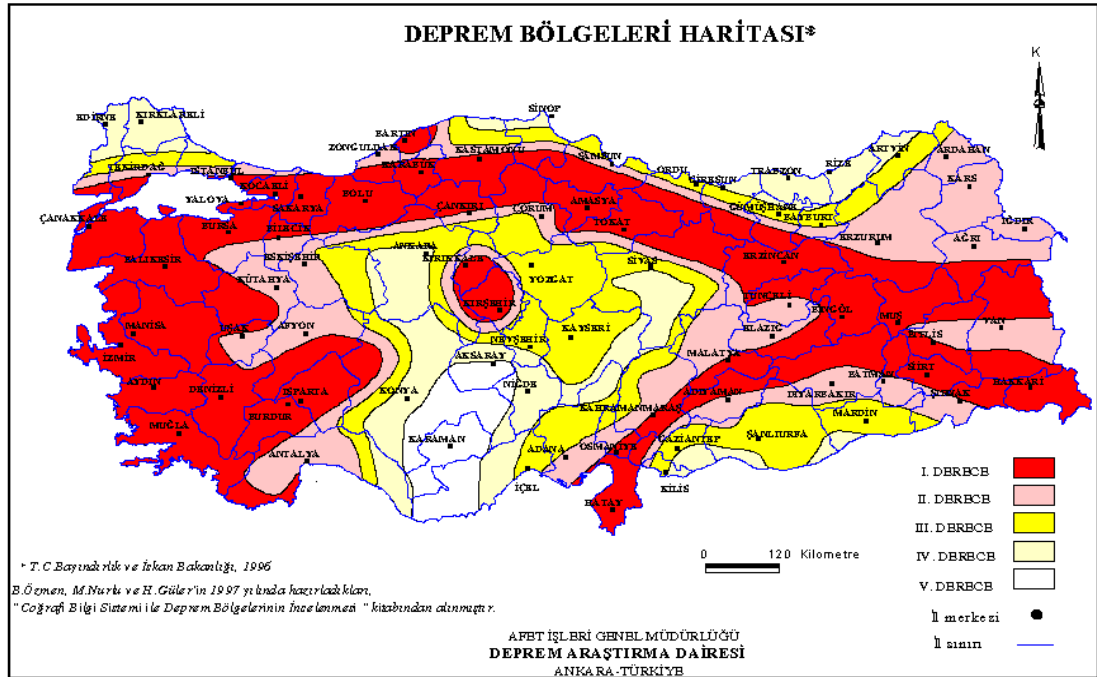 DEPREM BÖLGELERİ HARİTASI*
K
SİNOP
EDİRNE
KIRKLARELİ
BARTIN
ZONGULDAK
KASTAMONU
KARABÜK
SAMSUN
ARTVİN
ARDAHAN
RİZE
TRABZON
ORDU
GİRESUN
KARS
TEKİRDAĞ
İSTANBUL
KOCAELİ
YALOVA
SAKARYA
BOLU
ÇANKIRI
ÇORUM
AMASYA
TOKAT
GÜMÜŞHANE
BAYBURT
IĞDIR
ÇANAKKALE
BURSA
BİLECİK
ERZURUM
AĞRI
ANKARA
KIRIKKALE
ESKİŞEHİR
BALIKESİR
YOZGAT
SİVAS
ERZİNCAN
KÜTAHYA
TUNCELİ
KIRŞEHİR
BİNGÖL
MUŞ
VAN
MANİSA
UŞAK
AFYON
KAYSERİ
ELAZIĞ
BİTLİS
NEVŞEHİR
İZMİR
AKSARAY
MALATYA
SİİRT
BATMAN
HAKKARİ
AYDIN
DENİZLİ
ISPARTA
NİĞDE
ADIYAMAN
DİYARBAKIR
ŞIRNAK
KONYA
BURDUR
KAHRAMANMARAŞ
MARDİN
MUĞLA
KARAMAN
GAZİANTEP
ŞANLIURFA
ANTALYA
ADANA
OSMANİYE
İÇEL
KİLİS
HATAY
I. DERECE
II. DERECE
III. DERECE
IV. DERECE
V. DERECE
İl merkezi
İl sınırı
0 120 Kilometre
* T.C.Bayındırlık ve İskan Bakanlığı, 1996
B.Özmen, M.Nurlu ve H.Güler'in 1997 yılında hazırladıkları,
" Coğrafi Bilgi Sistemi ile Deprem Bölgelerinin İncelenmesi " kitabından alınmıştır.
AFET İŞLERİ GENEL MÜDÜRLÜĞÜ
DEPREM ARAŞTIRMA DAİRESİ
ANKARA-TÜRKİYE